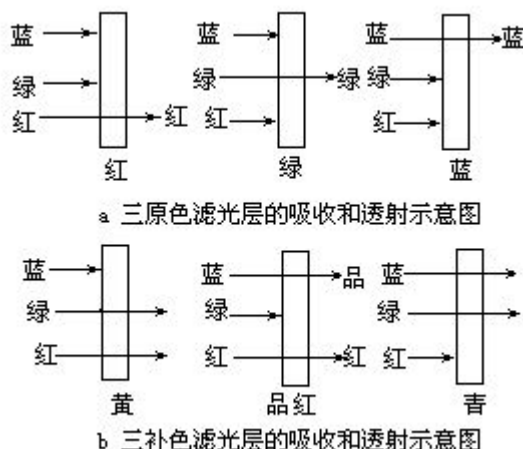 蓝 蓝 蓝 蓝
绿 绿 绿 绿
红 红 红
红 绿 蓝
a 三原色滤光层的吸收和透射示意图
蓝 蓝 品 蓝
绿 绿 绿
红 红 红 红
黄 品红 青
b 三补色滤光层的吸收和透射示意图